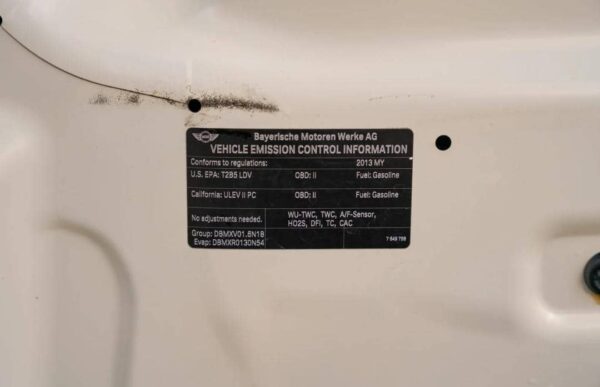 Bayerische Motoren Werke AG
VEHICLE EMISSION CONTROL INFORMATION
Conforms to regulations: 2013 MY
U.S. EPA: T2B5 LDV OBD: II Fuel: Gasoline
California: ULEV II PC OBD: II Fuel: Gasoline
No adjustments needed. WU-TWC, TWC, A/F-Sensor,
HO2S, DFI, TC, CAC
Group: DBMXV01.6N18
Evap: DBMXR0130N54